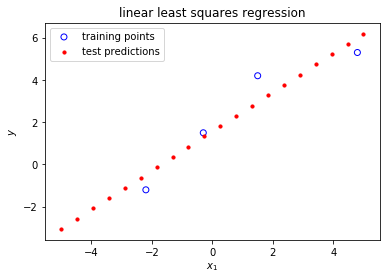 linear least squares regression
training points
test predictions
y
6
4
2
0
−2
−4
−2
0
2
4
x₁